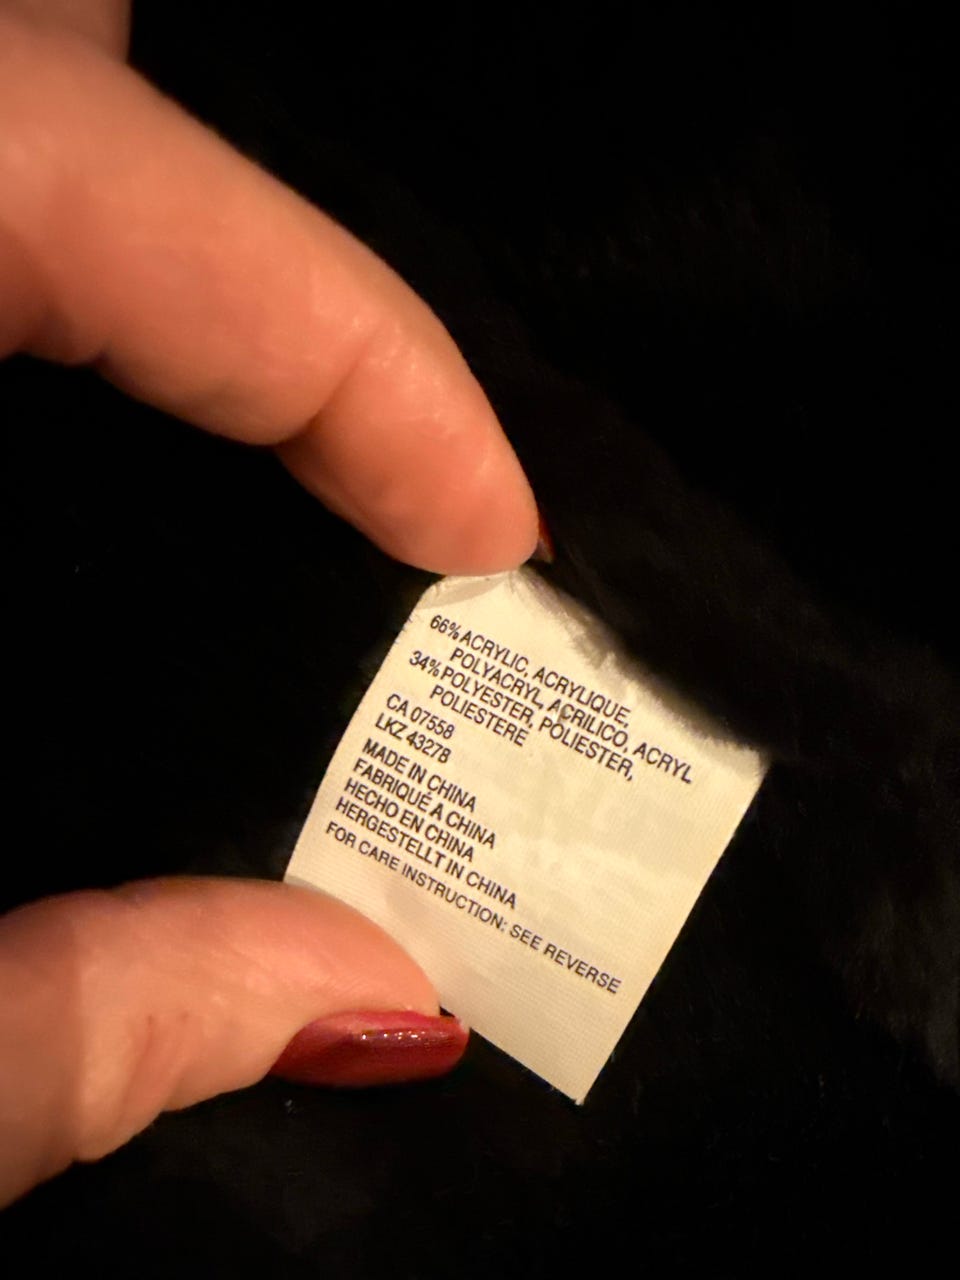 66% ACRYLIC, ACRYLIQUE,
POLYACRYL, ACRILICO, ACRYL
34% POLYESTER, POLIESTER,
POLIESTERE
CA 07558
LKZ 43278
MADE IN CHINA
FABRIQUÉ À CHINA
HECHO EN CHINA
HERGESTELLT IN CHINA
FOR CARE INSTRUCTION: SEE REVERSE